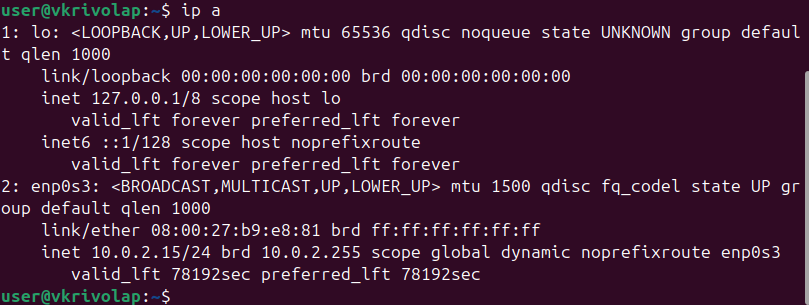 user@vkrivolap:~$ ip a
1: lo: <LOOPBACK,UP,LOWER_UP> mtu 65536 qdisc noqueue state UNKNOWN group defaul
t qlen 1000
    link/loopback 00:00:00:00:00:00 brd 00:00:00:00:00:00
    inet 127.0.0.1/8 scope host lo
       valid_lft forever preferred_lft forever
    inet6 ::1/128 scope host noprefixroute
       valid_lft forever preferred_lft forever
2: enp0s3: <BROADCAST,MULTICAST,UP,LOWER_UP> mtu 1500 qdisc fq_codel state UP gr
oup default qlen 1000
    link/ether 08:00:27:b9:e8:81 brd ff:ff:ff:ff:ff:ff
    inet 10.0.2.15/24 brd 10.0.2.255 scope global dynamic noprefixroute enp0s3
       valid_lft 78192sec preferred_lft 78192sec
user@vkrivolap:~$